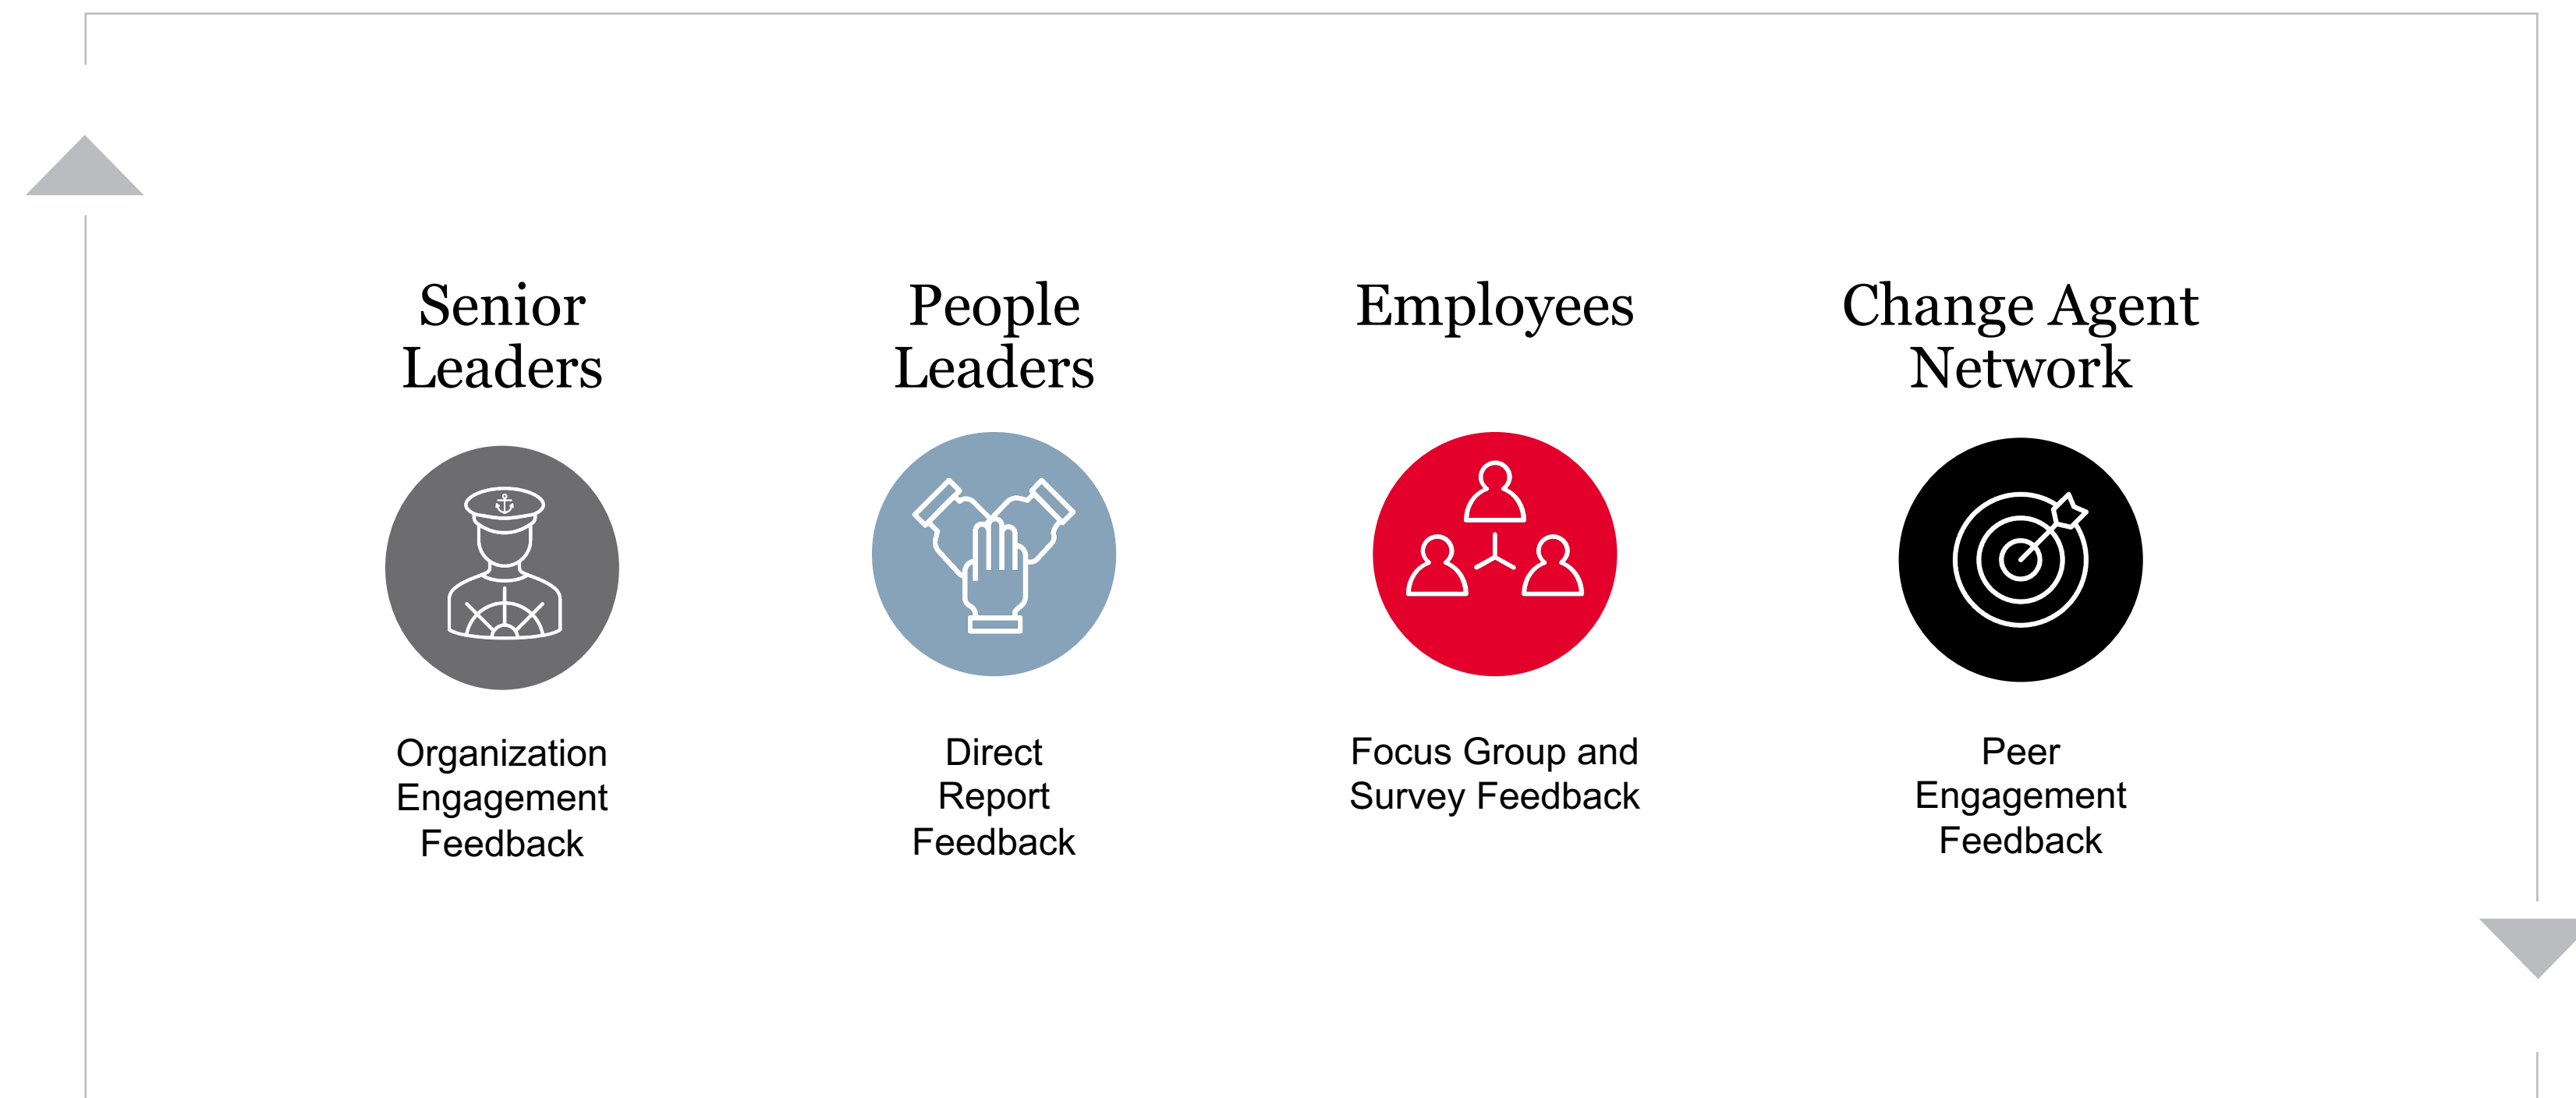 Senior
Leaders
People
Leaders
Employees
Change Agent
Network
Organization
Engagement
Feedback
Direct
Report
Feedback
Focus Group and
Survey Feedback
Peer
Engagement
Feedback